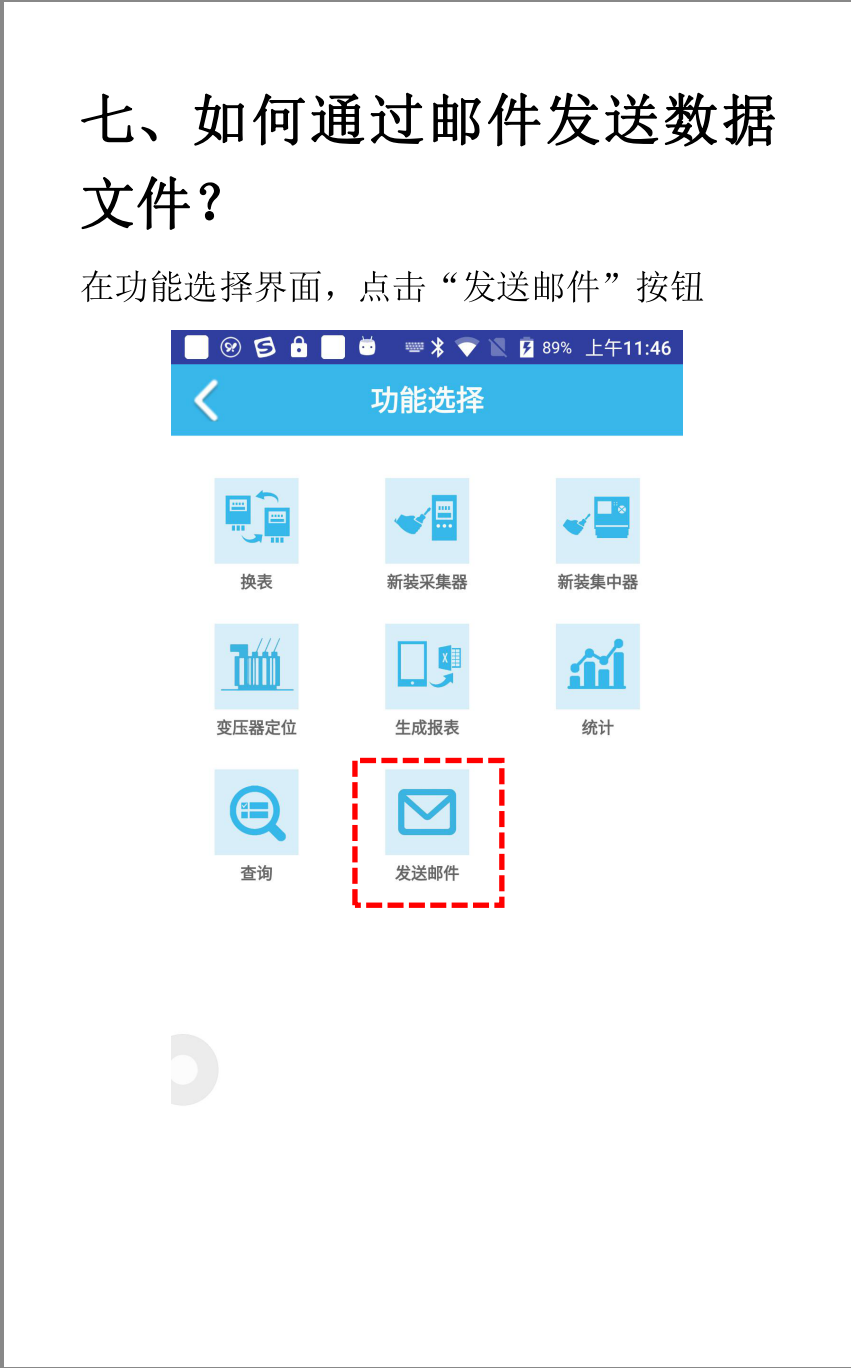 七、如何通过邮件发送数据
文件？
在功能选择界面，点击“发送邮件”按钮
89% 上午11:46
功能选择
换表 新装采集器 新装集中器
变压器定位 生成报表 统计
查询 发送邮件